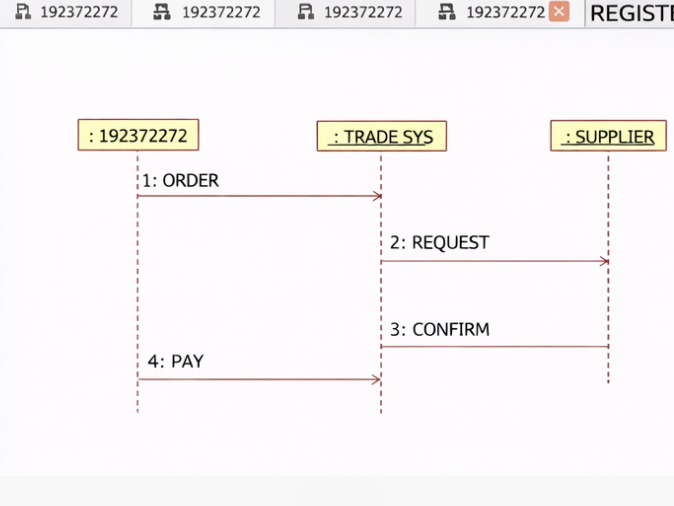 192372272 192372272 192372272 192372272 REGISTE
: 192372272 : TRADE SYS : SUPPLIER
1: ORDER
2: REQUEST
3: CONFIRM
4: PAY